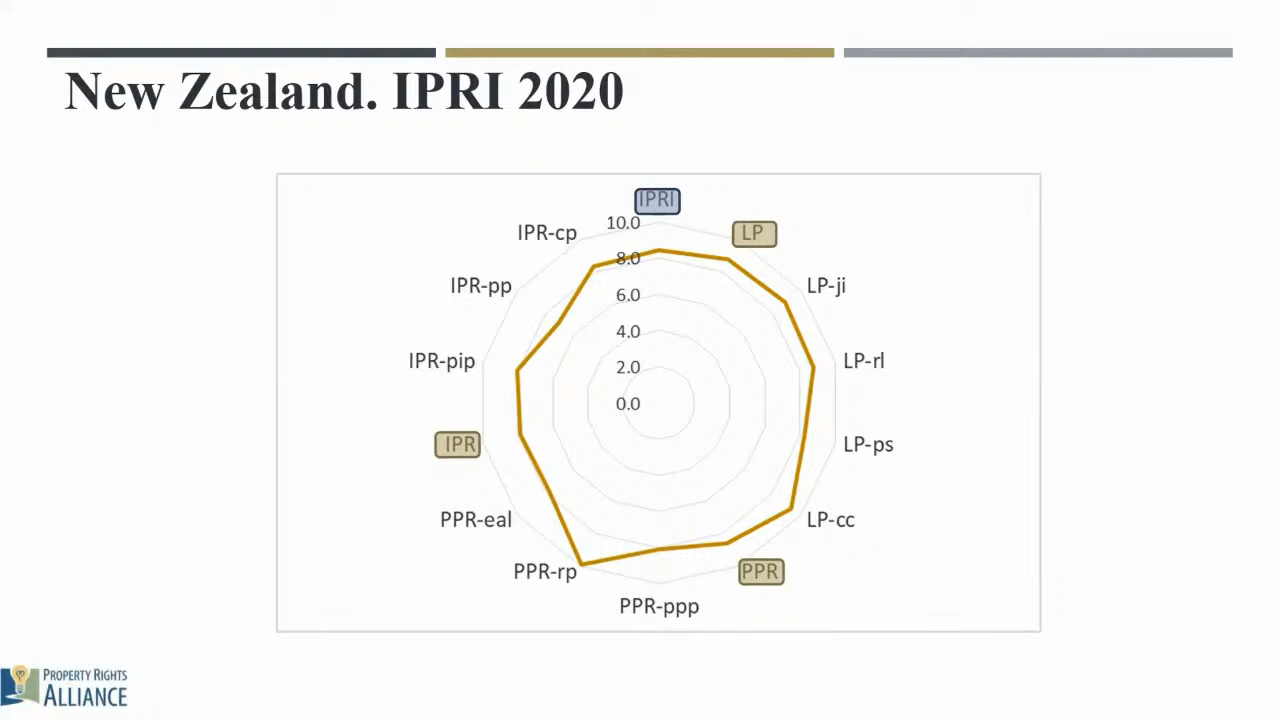 New Zealand. IPRI 2020
IPRI
10.0
IPR-cp
LP
8.0
IPR-pp
LP-ji
6.0
4.0
IPR-pip
LP-rl
2.0
0.0
IPR
LP-ps
PPR-eal
LP-cc
PPR-rp
PPR
PPR-ppp
PROPERTY RIGHTS
ALLIANCE